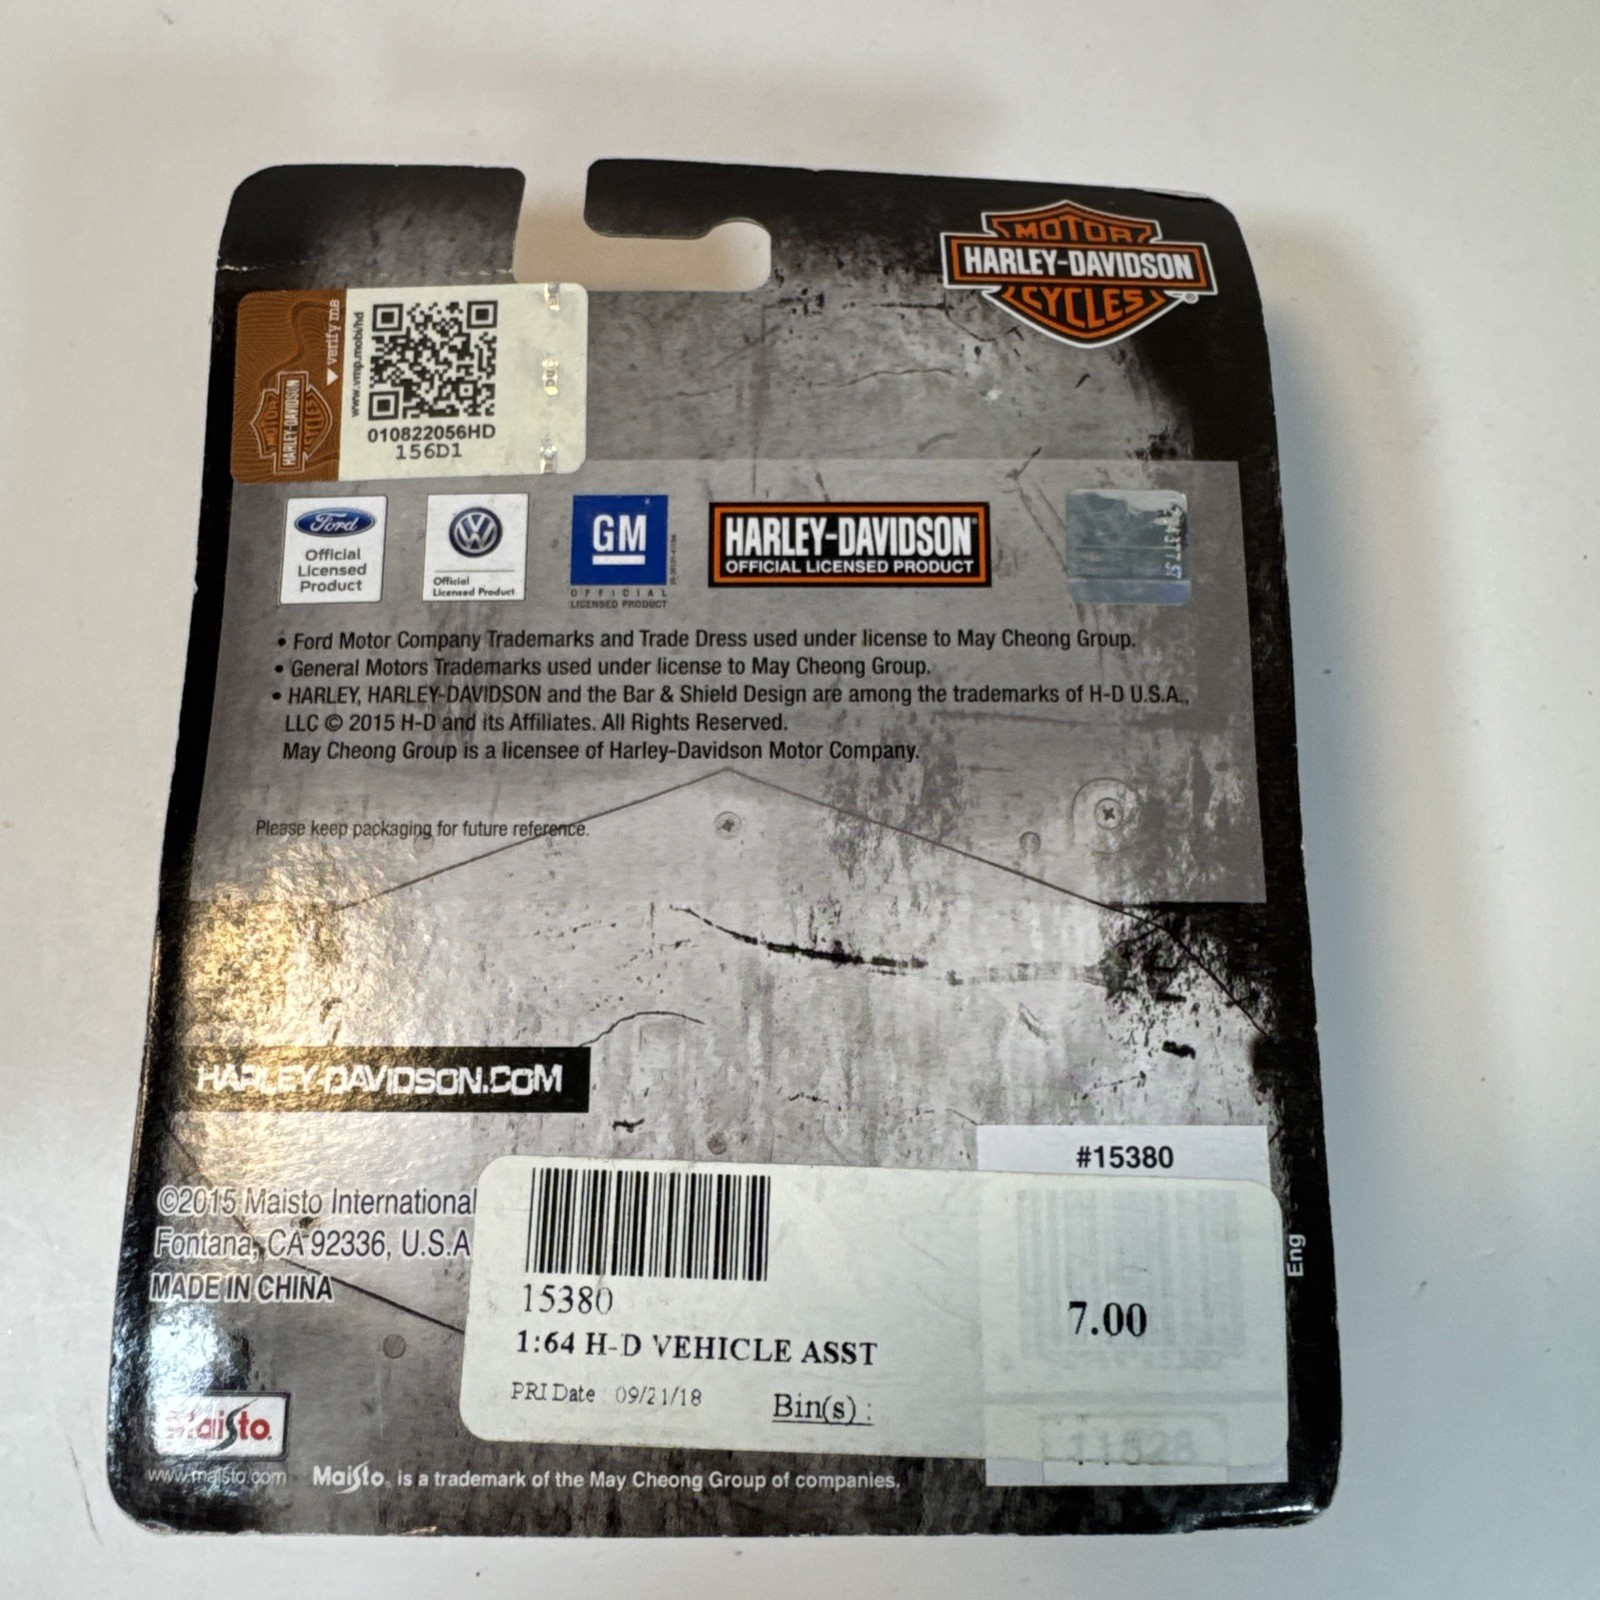 MOTOR
HARLEY-DAVIDSON
CYCLES
®
verify me
www.vmp.mobi/hd
MOTOR
HARLEY-DAVIDSON
CYCLES
010822056HD
156D1
Ford
Official
Licensed
Product
VW
Official
Licensed Product
GM
OFFICIAL
LICENSED PRODUCT
HARLEY-DAVIDSON®
OFFICIAL LICENSED PRODUCT
• Ford Motor Company Trademarks and Trade Dress used under license to May Cheong Group.
• General Motors Trademarks used under license to May Cheong Group.
• HARLEY, HARLEY-DAVIDSON and the Bar & Shield Design are among the trademarks of H-D U.S.A.,
LLC © 2015 H-D and its Affiliates. All Rights Reserved.
May Cheong Group is a licensee of Harley-Davidson Motor Company.
Please keep packaging for future reference.
HARLEY-DAVIDSON.COM
#15380
©2015 Maisto International
Fontana, CA 92336, U.S.A
MADE IN CHINA
15380
1:64 H-D VEHICLE ASST
PRI Date : 09/21/18
Bin(s) :
7.00
Eng
Maisto.
www.maisto.com
Maisto® is a trademark of the May Cheong Group of companies.